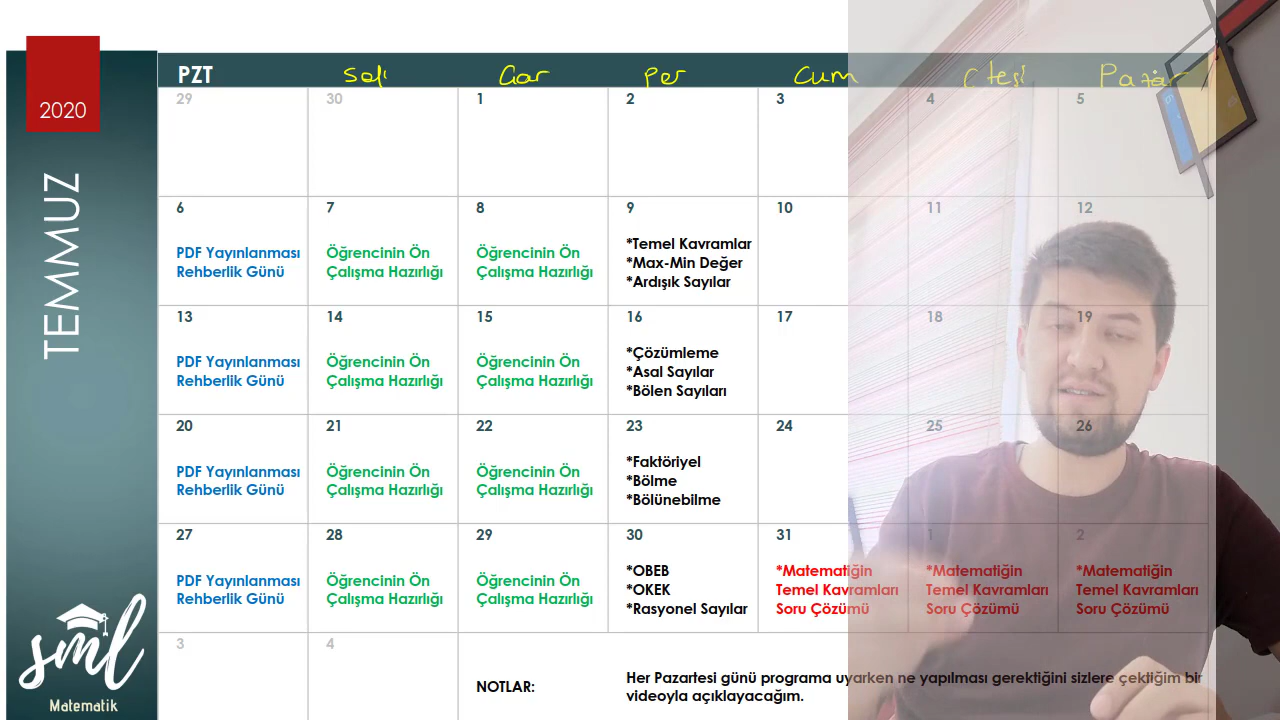 2020
TEMMUZ
PZT Salı Çar Per Cum Ctesi Pazar
29 30 1 2 3 4 5
6 7 8 9 10 11 12
PDF Yayınlanması
Rehberlik Günü
Öğrencinin Ön
Çalışma Hazırlığı
Öğrencinin Ön
Çalışma Hazırlığı
*Temel Kavramlar
*Max-Min Değer
*Ardışık Sayılar
13 14 15 16 17 18 19
PDF Yayınlanması
Rehberlik Günü
Öğrencinin Ön
Çalışma Hazırlığı
Öğrencinin Ön
Çalışma Hazırlığı
*Çözümleme
*Asal Sayılar
*Bölen Sayıları
20 21 22 23 24 25 26
PDF Yayınlanması
Rehberlik Günü
Öğrencinin Ön
Çalışma Hazırlığı
Öğrencinin Ön
Çalışma Hazırlığı
*Faktöriyel
*Bölme
*Bölünebilme
27 28 29 30 31 1 2
PDF Yayınlanması
Rehberlik Günü
Öğrencinin Ön
Çalışma Hazırlığı
Öğrencinin Ön
Çalışma Hazırlığı
*OBEB
*OKEK
*Rasyonel Sayılar
*Matematiğin
Temel Kavramları
Soru Çözümü
*Matematiğin
Temel Kavramları
Soru Çözümü
*Matematiğin
Temel Kavramları
Soru Çözümü
3 4
NOTLAR:
Her Pazartesi günü programa uyarken ne yapılması gerektiğini sizlere çektiğim bir
videoyla açıklayacağım.
sml
Matematik